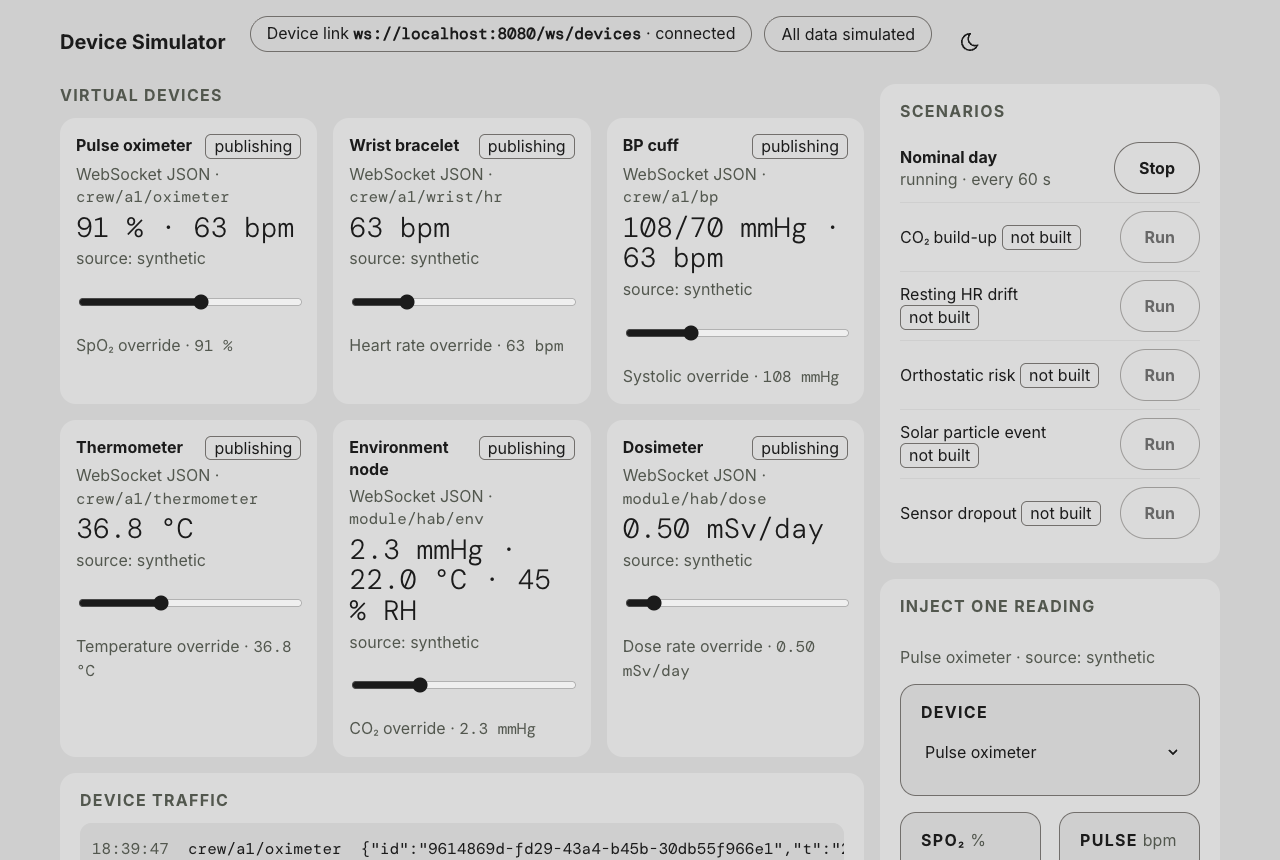 Device Simulator
Device link ws://localhost:8080/ws/devices · connected
All data simulated
VIRTUAL DEVICES
Pulse oximeter
publishing
WebSocket JSON ·
crew/a1/oximeter
91 % · 63 bpm
source: synthetic
SpO₂ override · 91 %
Wrist bracelet
publishing
WebSocket JSON ·
crew/a1/wrist/hr
63 bpm
source: synthetic
Heart rate override · 63 bpm
BP cuff
publishing
WebSocket JSON ·
crew/a1/bp
108/70 mmHg ·
63 bpm
source: synthetic
Systolic override · 108 mmHg
Thermometer
publishing
WebSocket JSON ·
crew/a1/thermometer
36.8 °C
source: synthetic
Temperature override · 36.8
°C
Environment
node
publishing
WebSocket JSON ·
module/hab/env
2.3 mmHg ·
22.0 °C · 45
% RH
source: synthetic
CO₂ override · 2.3 mmHg
Dosimeter
publishing
WebSocket JSON ·
module/hab/dose
0.50 mSv/day
source: synthetic
Dose rate override · 0.50
mSv/day
DEVICE TRAFFIC
18:39:47 crew/a1/oximeter {"id":"9614869d-fd29-43a4-b45b-30db55f966e1","t":"
SCENARIOS
Nominal day
running · every 60 s
Stop
CO₂ build-up not built
Run
Resting HR drift
not built
Run
Orthostatic risk not built
Run
Solar particle event
not built
Run
Sensor dropout not built
Run
INJECT ONE READING
Pulse oximeter · source: synthetic
DEVICE
Pulse oximeter
SPO₂ %
PULSE bpm